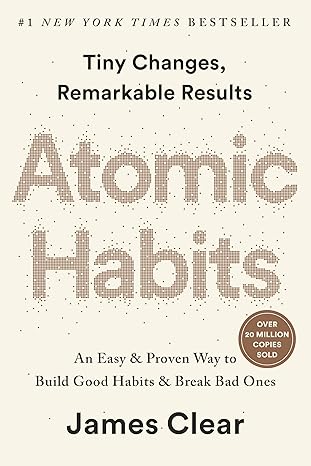 #1 NEW YORK TIMES BESTSELLER
Tiny Changes,
Remarkable Results
Atomic
Habits
OVER
20 MILLION
COPIES
SOLD
An Easy & Proven Way to
Build Good Habits & Break Bad Ones
James Clear